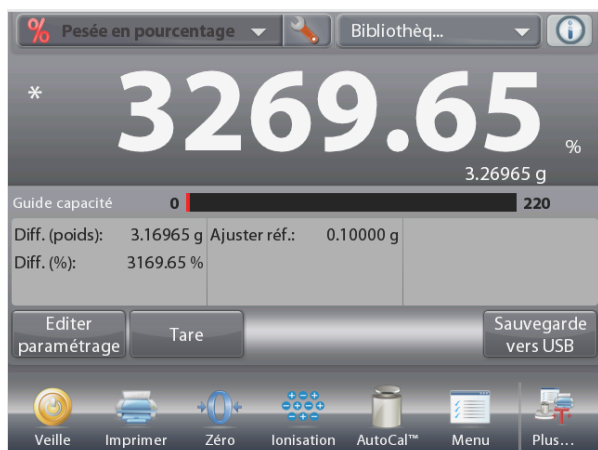 % Pesée en pourcentage Bibliothèq...
* 3269.65 %
3.26965 g
Guide capacité 0 220
Diff. (poids): 3.16965 g Ajuster réf.: 0.10000 g
Diff. (%): 3169.65 %
Editer paramétrage Tare Sauvegarde vers USB
Veille Imprimer Zéro Ionisation AutoCal™ Menu Plus...